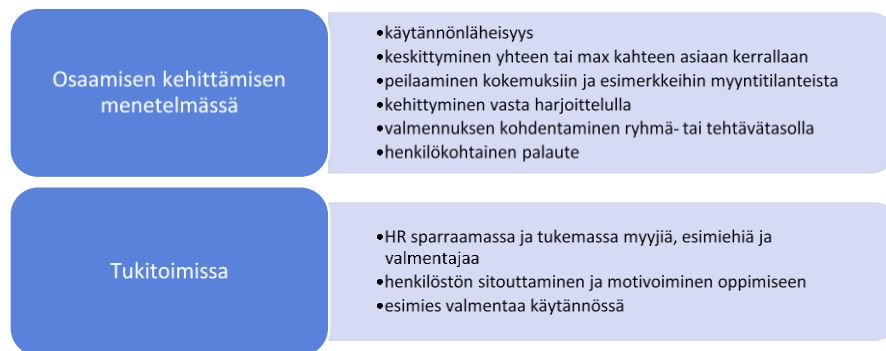 Osaamisen kehittämisen
menetelmässä
•käytännönläheisyys
•keskittyminen yhteen tai max kahteen asiaan kerrallaan
•peilaaminen kokemuksiin ja esimerkkeihin myyntitilanteista
•kehittyminen vasta harjoittelulla
•valmennuksen kohdentaminen ryhmä- tai tehtävätasolla
•henkilökohtainen palaute
Tukitoimissa
•HR sparraamassa ja tukemassa myyjiä, esimiehiä ja
valmentajaa
•henkilöstön sitouttaminen ja motivoiminen oppimiseen
•esimies valmentaa käytännössä